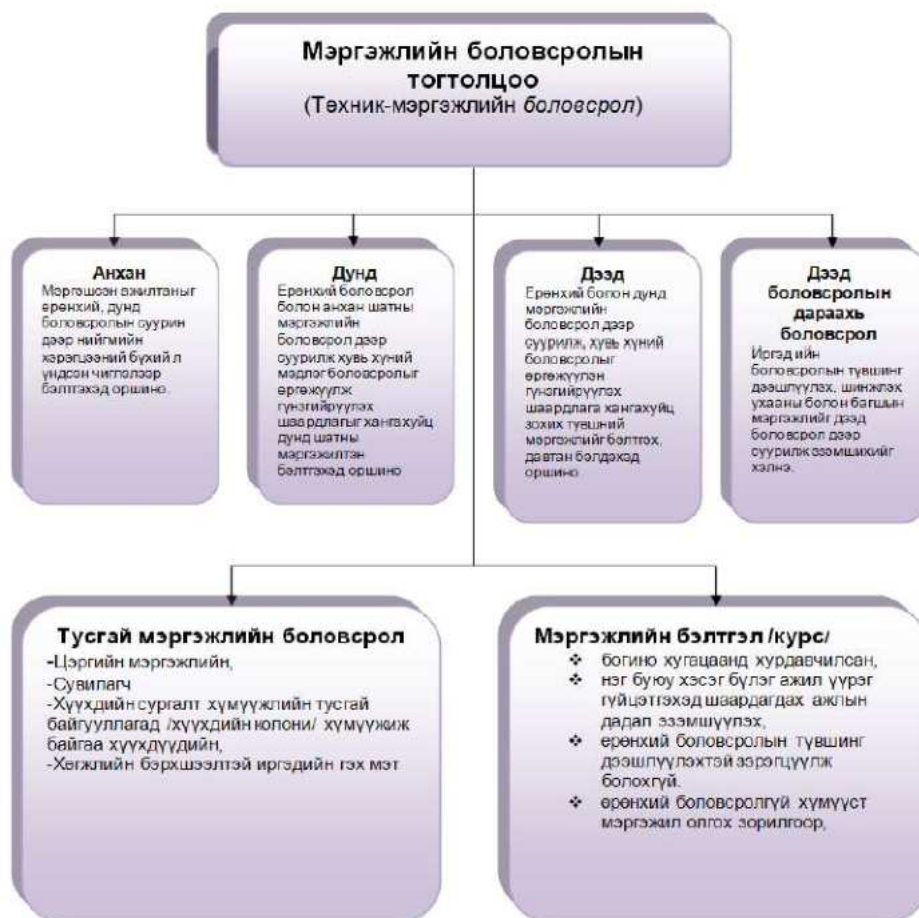 Мэргэжлийн боловсролын
тогтолцоо
(Техник-мэргэжлийн боловсрол)
Анхан
Мэргэшсэн ажилтаныг
ерөнхий, дунд
боловсролын суурин
дээр нийгмийн
хэрэгцээний бүхий л
үндсэн чиглэлээр
бэлтгэхэд оршино.
Дунд
Ерөнхий боловсрол
болон анхан шатны
мэргэжлийн
боловсрол дээр
суурилж хувь хүний
мэдлэг боловсролыг
өргөжүүлж
гүнзгийрүүлэх
шаардлагыг хангахуйц
дунд шатны
мэргэжилтэн
бэлтгэхэд оршино
Дээд
Ерөнхий болон дунд
мэргэжлийн
боловсрол дээр
суурилж, хувь хүний
боловсролыг
өргөжүүлэн
гүнзгийрүүлэх
шаардлага хангахуйц
зохих түвшний
мэргэжлийг бэлтгэх,
давтан бэлдэхэд
оршино
Дээд
боловсролын
дараахь
боловсрол
Иргэд ийн
боловсролын түвшинг
дээшлүүлэх, шинжлэх
ухааны болон багшын
мэргэжлийг дээд
боловсрол дээр
суурилж эзэмшихийг
хэлнэ.
Тусгай мэргэжлийн боловсрол
-Цэргийн мэргэжлийн,
-Сувилагч
-Хүүхдийн сургалт хүмүүжлийн тусгай
байгууллагад /хүүхдийн колони/ хүмүүжиж
байгаа хүүхдүүдийн,
-Хөгжлийн бэрхшээлтэй иргэдийн гэх мэт
Мэргэжлийн бэлтгэл /курс/
❖ богино хугацаанд хурдавчилсан,
❖ нэг буюу хэсэг бүлэг ажил үүрэг
гүйцэтгэхэд шаардагдах ажлын
дадал эзэмшүүлэх,
❖ ерөнхий боловсролын түвшинг
дээшлүүлэхтэй зэрэгцүүлж
болохгүй.
❖ ерөнхий боловсролгүй хүмүүст
мэргэжил олгох зорилгоор,